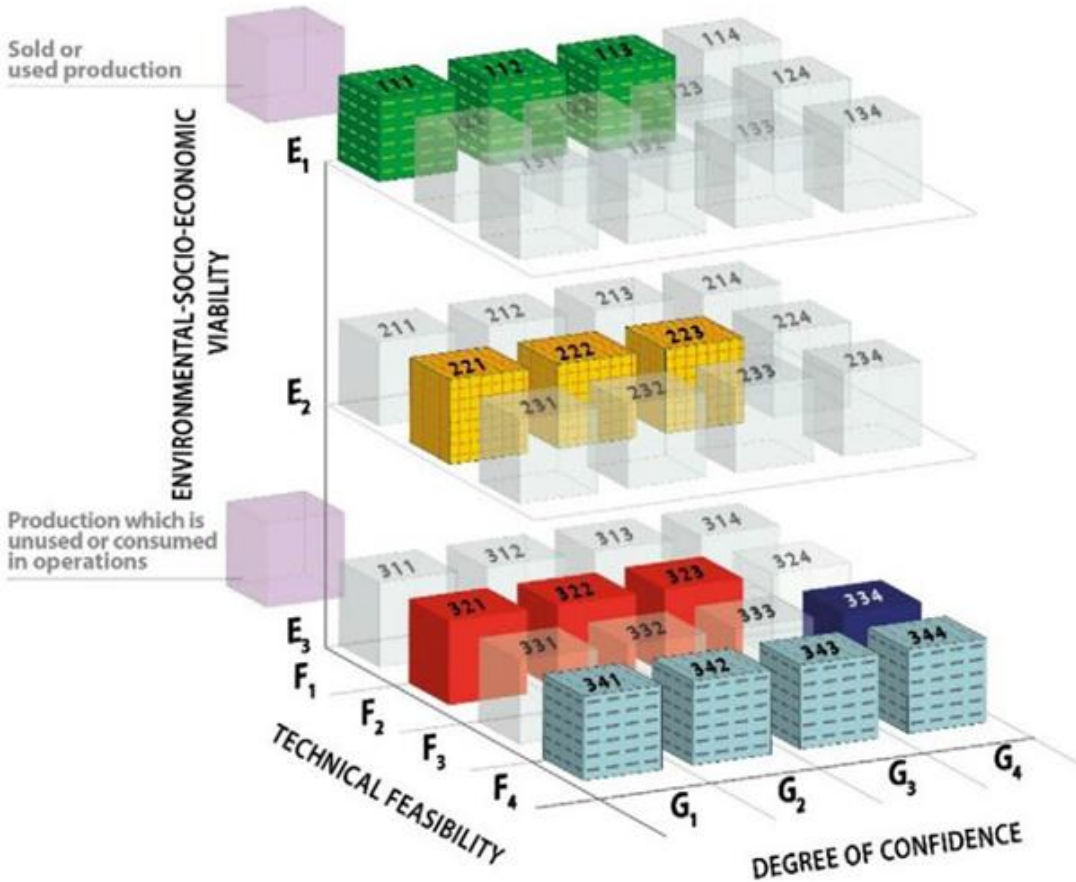 Sold or
used production
ENVIRONMENTAL-SOCIO-ECONOMIC
VIABILITY
E1
111
112
113
114
123
124
131
132
133
134
E2
211
212
213
214
221
222
223
224
231
232
233
234
Production which is
unused or consumed
in operations
E3
311
312
313
314
321
322
323
324
331
332
333
334
341
342
343
344
F1
F2
F3
F4
TECHNICAL FEASIBILITY
G1
G2
G3
G4
DEGREE OF CONFIDENCE